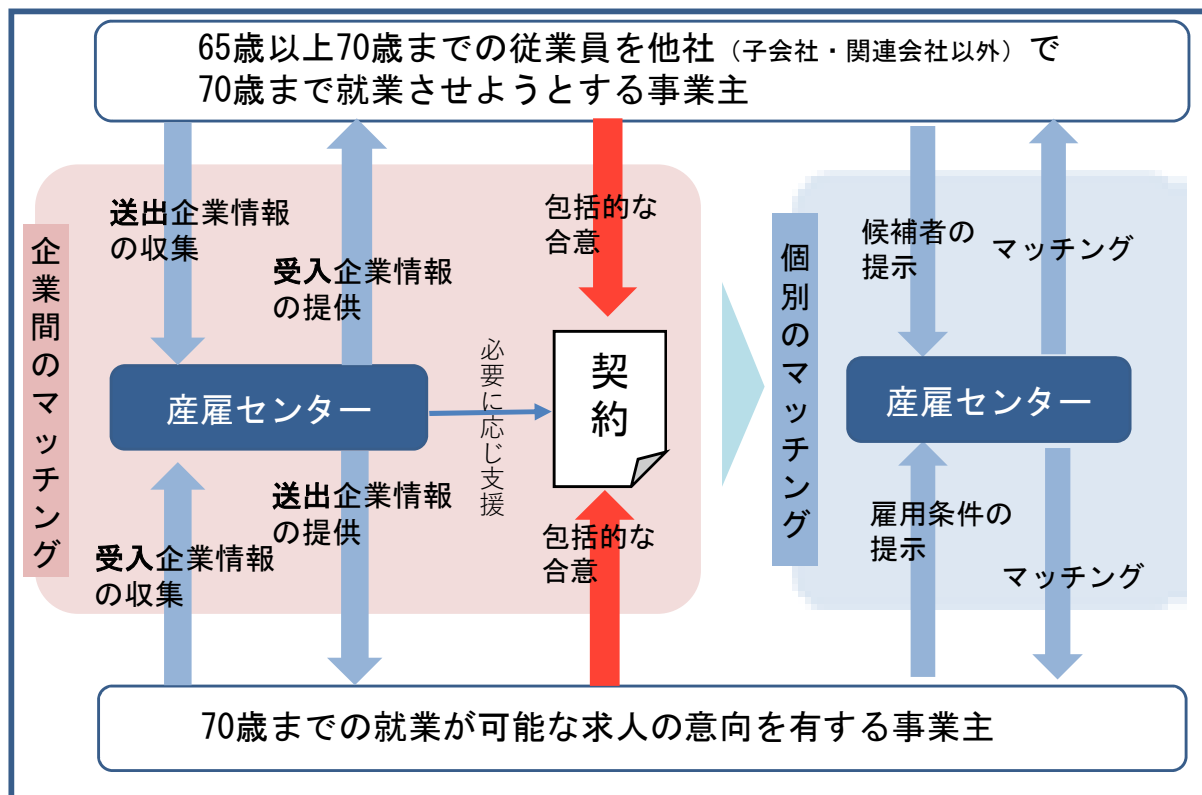 65歳以上70歳までの従業員を他社（子会社・関連会社以外）で
70歳まで就業させようとする事業主
企業間のマッチング
送出企業情報
の収集
受入企業情報
の提供
包括的な
合意
産雇センター
必要に応じ支援
契約
受入企業情報
の収集
送出企業情報
の提供
包括的な
合意
個別のマッチング
候補者の
提示
マッチング
産雇センター
雇用条件の
提示
マッチング
70歳までの就業が可能な求人の意向を有する事業主